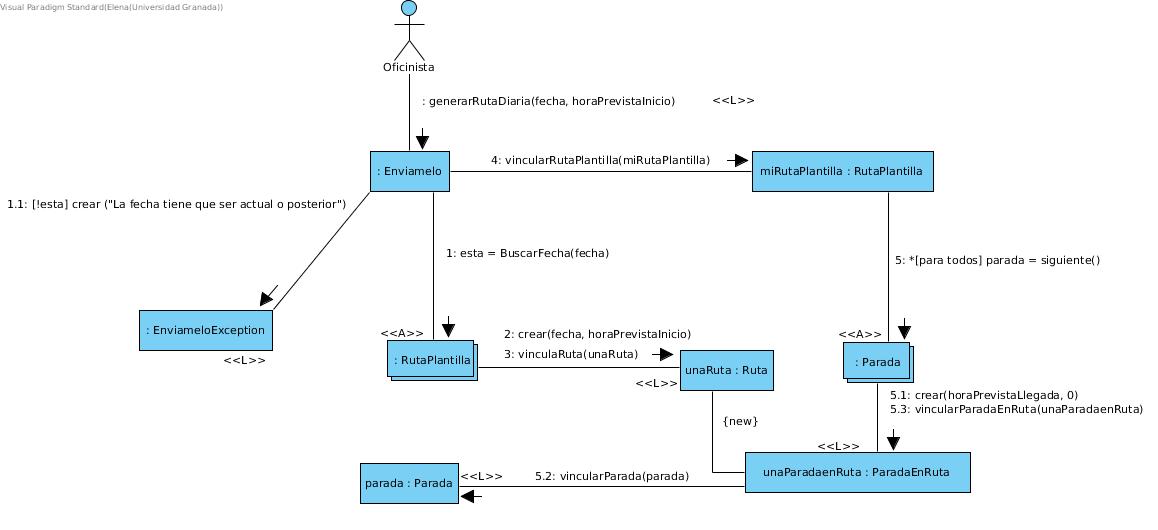 Visual Paradigm Standard(Elena(Universidad Granada))
Oficinista
: generarRutaDiaria(fecha, horaPrevistaInicio)
<<L>>
: Enviamelo
4: vincularRutaPlantilla(miRutaPlantilla)
miRutaPlantilla : RutaPlantilla
1.1: [!esta] crear ("La fecha tiene que ser actual o posterior")
1: esta = BuscarFecha(fecha)
5: *[para todos] parada = siguiente()
: EnviameloException
<<L>>
<<A>>
: RutaPlantilla
2: crear(fecha, horaPrevistaInicio)
3: vinculaRuta(unaRuta)
<<L>>
unaRuta : Ruta
<<A>>
: Parada
5.1: crear(horaPrevistaLlegada, 0)
5.3: vincularParadaEnRuta(unaParadaenRuta)
{new}
<<L>>
unaParadaenRuta : ParadaEnRuta
parada : Parada
<<L>>
5.2: vincularParada(parada)